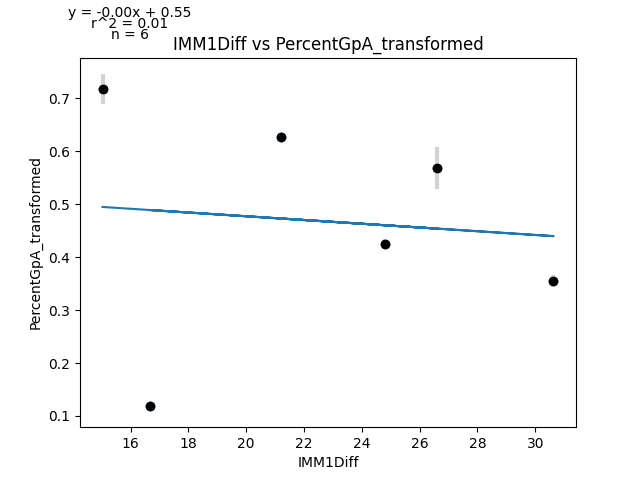 y = -0.00x + 0.55
r^2 = 0.01
n = 6
IMM1Diff vs PercentGpA_transformed
PercentGpA_transformed
0.7
0.6
0.5
0.4
0.3
0.2
0.1
16 18 20 22 24 26 28 30
IMM1Diff